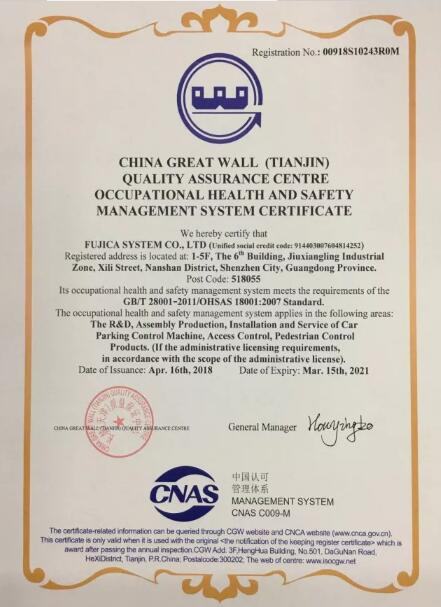 Registration No.: 00918S10243R0M
CHINA GREAT WALL (TIANJIN)
QUALITY ASSURANCE CENTRE
OCCUPATIONAL HEALTH AND SAFETY
MANAGEMENT SYSTEM CERTIFICATE
We hereby certify that
FUJICA SYSTEM CO., LTD (Unified social credit code: 914403007604814252)
Registered address is located at: 1-5F, The 6th Building, Jiuxiangling Industrial
Zone, Xili Street, Nanshan District, Shenzhen City, Guangdong Province.
Post Code: 518055
Its occupational health and safety management system meets the requirements of the
GB/T 28001-2011/OHSAS 18001:2007 Standard.
The occupational health and safety management system applies in the following areas:
The R&D, Assembly Production, Installation and Service of Car
Parking Control Machine, Access Control, Pedestrian Control
Products. (If the administrative licensing requirements,
in accordance with the scope of the administrative license).
Date of Issuance: Apr. 16th, 2018 Date of Expiry: Mar. 15th, 2021
CHINA GREAT WALL (TIANJIN) QUALITY ASSURANCE CENTRE
General Manager
CNAS
中国认可
管理体系
MANAGEMENT SYSTEM
CNAS C009-M
The certificate-related information can be queried through CGW website and CNCA website (www.cnca.gov.cn).
This certificate is only valid when it is used with the original <the notification of the keeping register certificate> which is
award after passing the annual inspection.CGW Add: 3F,HengHua Building, No.501, DaGuNan Road,
HeXiDistrict, Tianjin, P.R.China; Postalcode:300202; The web of centre: www.isocgw.net